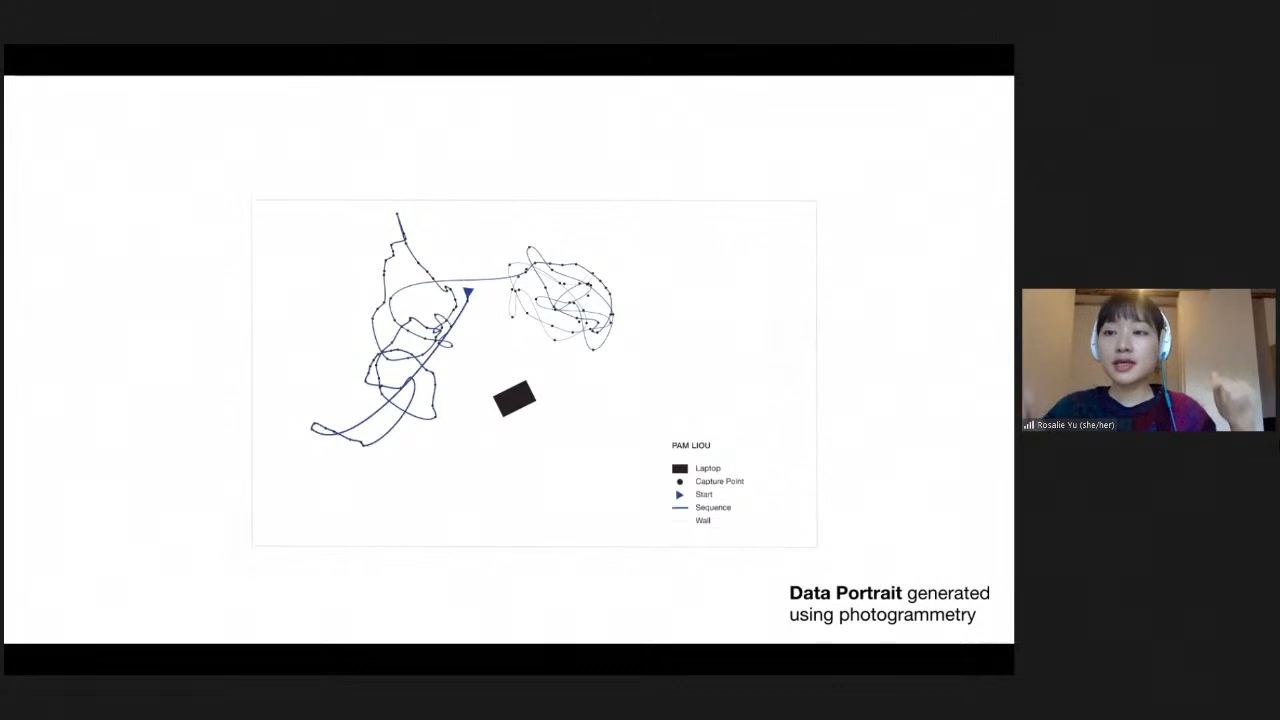 PAM LIOU
Laptop
Capture Point
Start
Sequence
Wall
Data Portrait generated
using photogrammetry
Rosalie Yu (she/her)